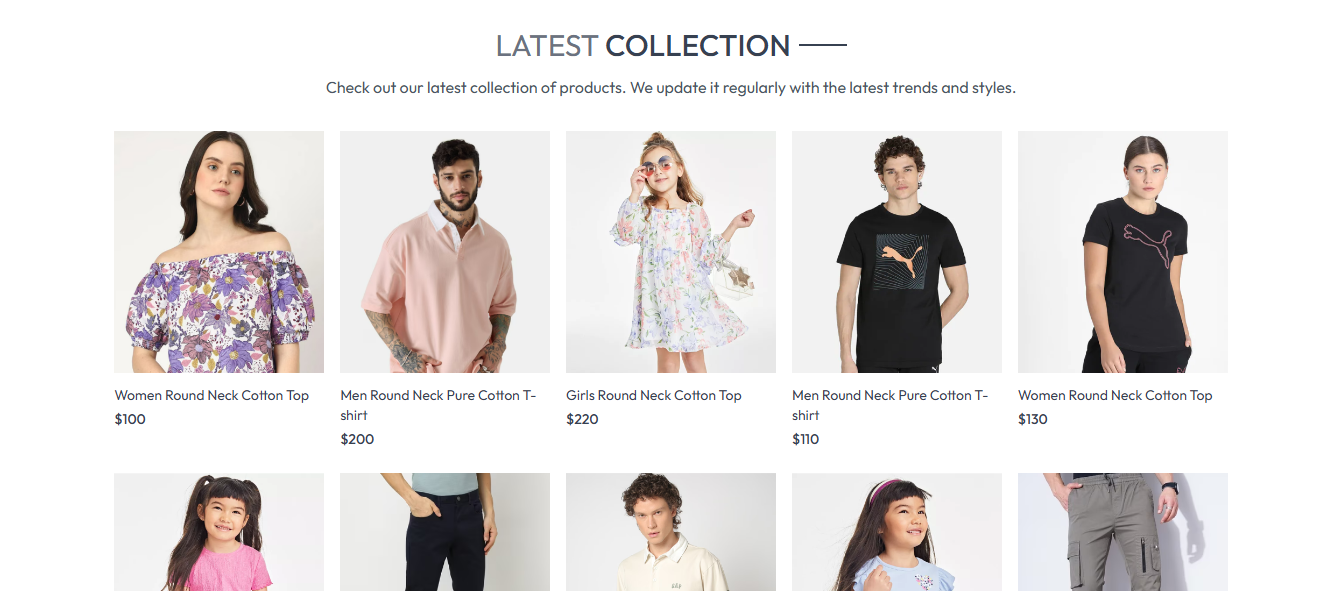 LATEST COLLECTION
Check out our latest collection of products. We update it regularly with the latest trends and styles.
Women Round Neck Cotton Top
$100
Men Round Neck Pure Cotton T-
shirt
$200
Girls Round Neck Cotton Top
$220
Men Round Neck Pure Cotton T-
shirt
$110
Women Round Neck Cotton Top
$130
GAP